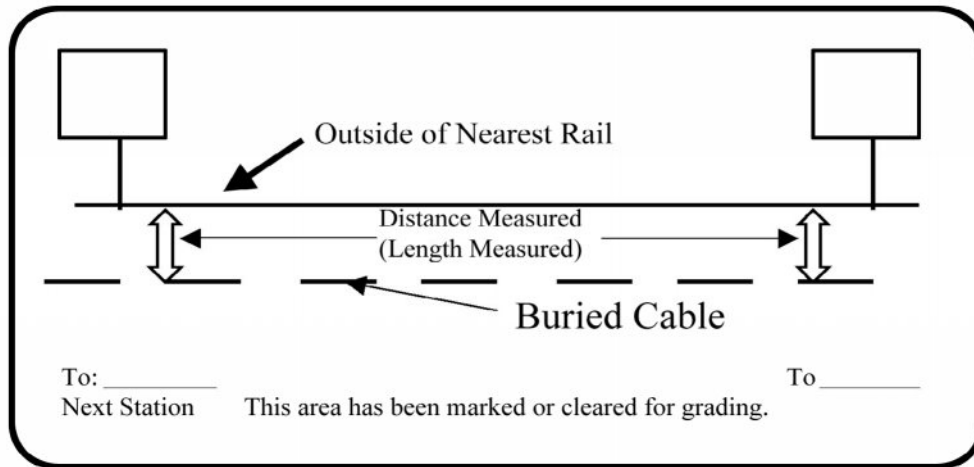 Outside of Nearest Rail
Distance Measured
(Length Measured)
Buried Cable
To: _________ To ________
Next Station This area has been marked or cleared for grading.